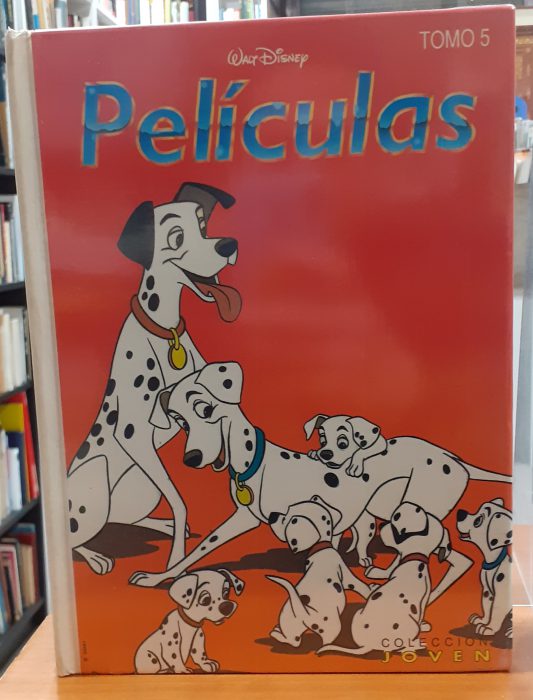 TOMO 5
WALT DISNEY
Películas
COLECCION
JOVEN